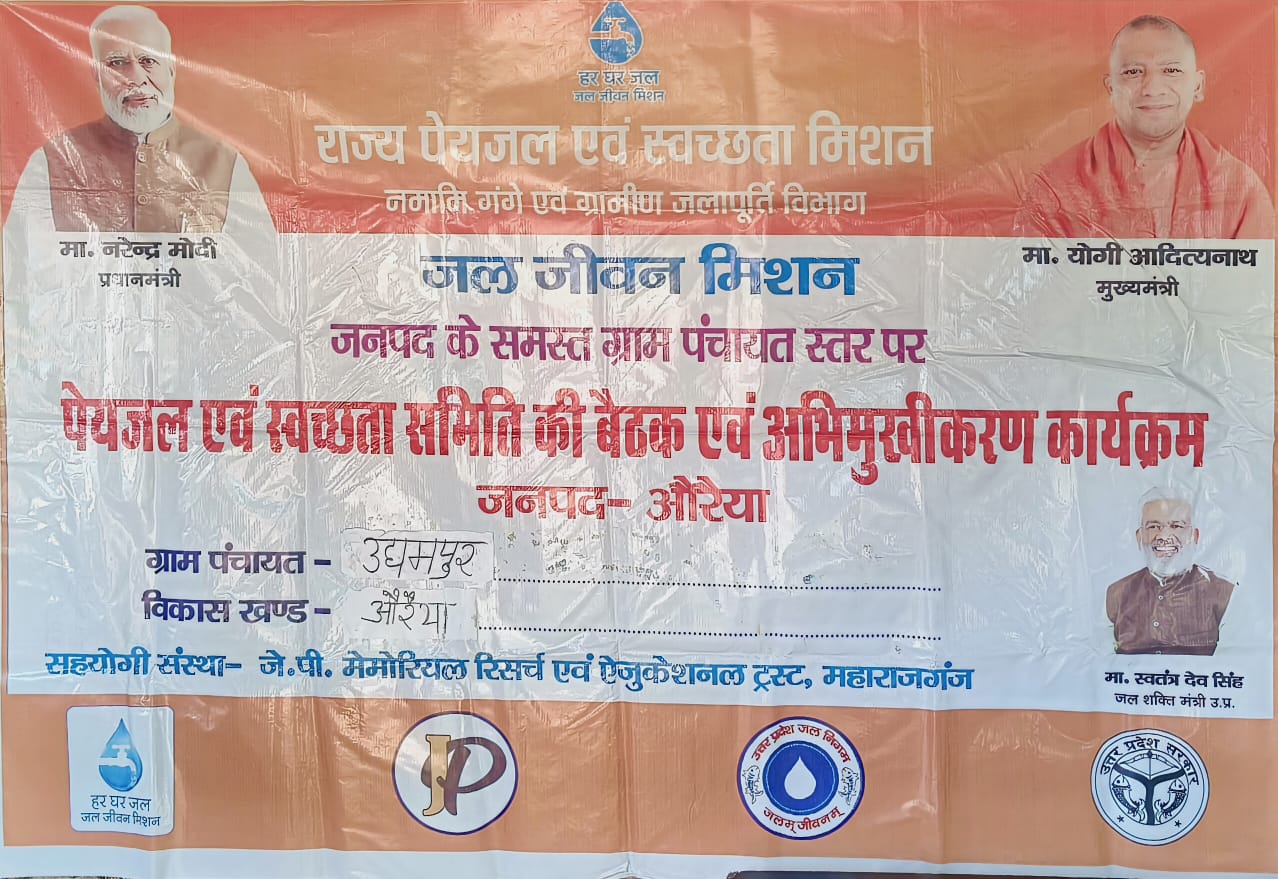 हर घर जल
जल जीवन मिशन
राज्य पेयजल एवं स्वच्छता मिशन
नमामि गंगे एवं ग्रामीण जलापूर्ति विभाग
मा. नरेन्द्र मोदी
प्रधानमंत्री
मा. योगी आदित्यनाथ
मुख्यमंत्री
जल जीवन मिशन
जनपद के समस्त ग्राम पंचायत स्तर पर
पेयजल एवं स्वच्छता समिति की बैठक एवं अभिमुखीकरण कार्यक्रम
जनपद- औरैया
ग्राम पंचायत - उद्यमपुर
विकास खण्ड - औरैया
सहयोगी संस्था- जे.पी. मेमोरियल रिसर्च एवं ऐजुकेशनल ट्रस्ट, महाराजगंज
मा. स्वतंत्र देव सिंह
जल शक्ति मंत्री उ.प्र.
हर घर जल
जल जीवन मिशन
JP
उत्तर प्रदेश जल निगम
जलम् जीवनम्
उत्तर प्रदेश सरकार